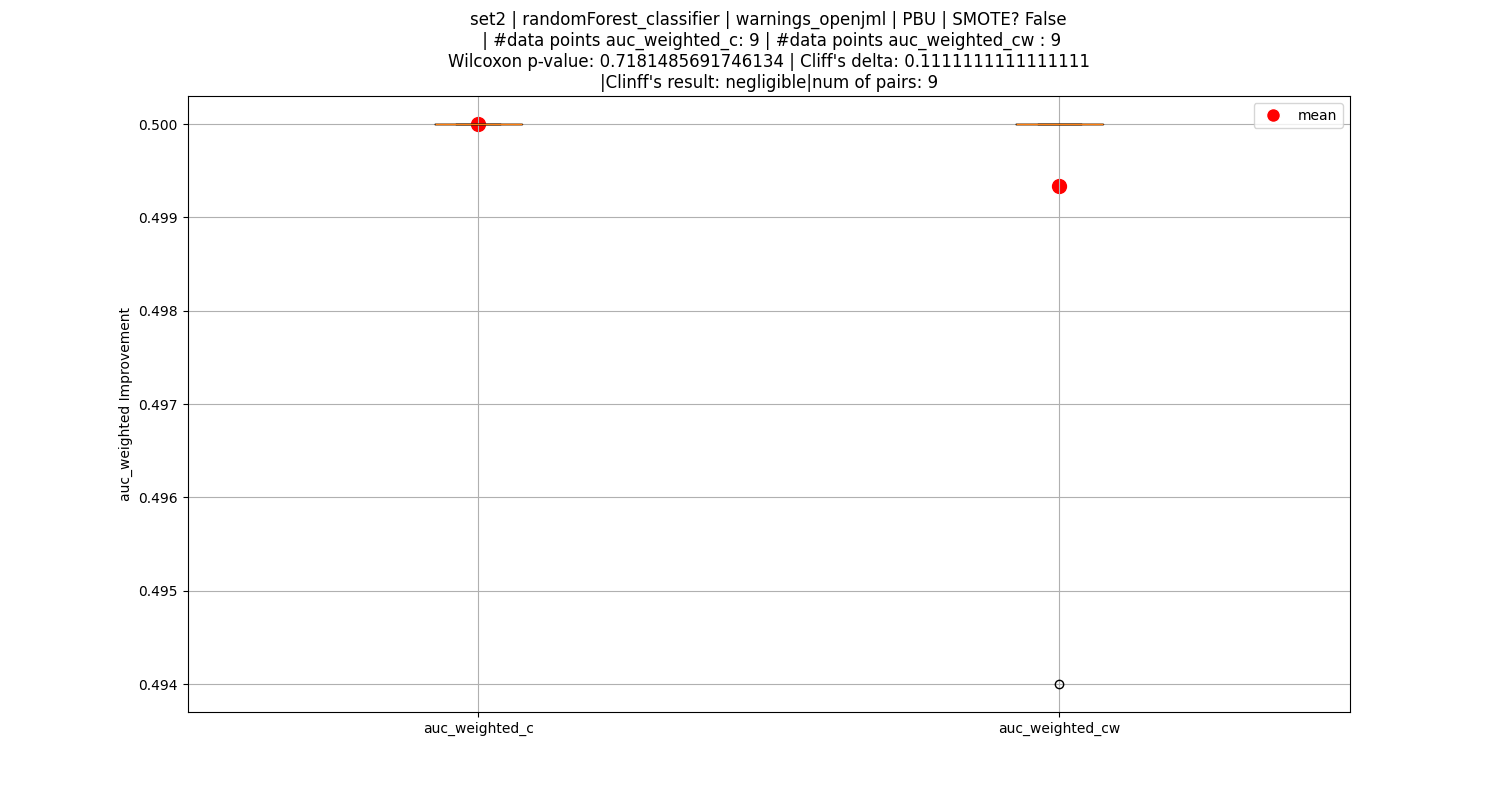 set2 | randomForest_classifier | warnings_openjml | PBU | SMOTE? False
| #data points auc_weighted_c: 9 | #data points auc_weighted_cw : 9
Wilcoxon p-value: 0.7181485691746134 | Cliff's delta: 0.1111111111111111
|Clinff's result: negligible|num of pairs: 9
mean
0.500
0.499
0.498
0.497
0.496
0.495
0.494
auc_weighted Improvement
auc_weighted_c
auc_weighted_cw